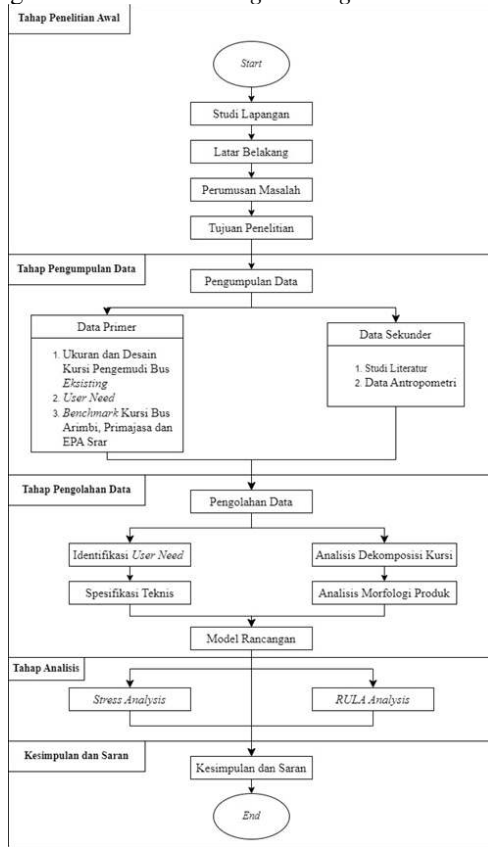 Tahap Penelitian Awal
Start
Studi Lapangan
Latar Belakang
Perumusan Masalah
Tujuan Penelitian
Tahap Pengumpulan Data
Pengumpulan Data
Data Primer
1. Ukuran dan Desain
Kursi Pengemudi Bus
Eksisting
2. User Need
3. Benchmark Kursi Bus
Arimbi, Primajasa dan
EPA Srar
Data Sekunder
1. Studi Literatur
2. Data Antropometri
Tahap Pengolahan Data
Pengolahan Data
Identifikasi User Need
Analisis Dekomposisi Kursi
Spesifikasi Teknis
Analisis Morfologi Produk
Model Rancangan
Tahap Analisis
Stress Analysis
RULA Analysis
Kesimpulan dan Saran
Kesimpulan dan Saran
End